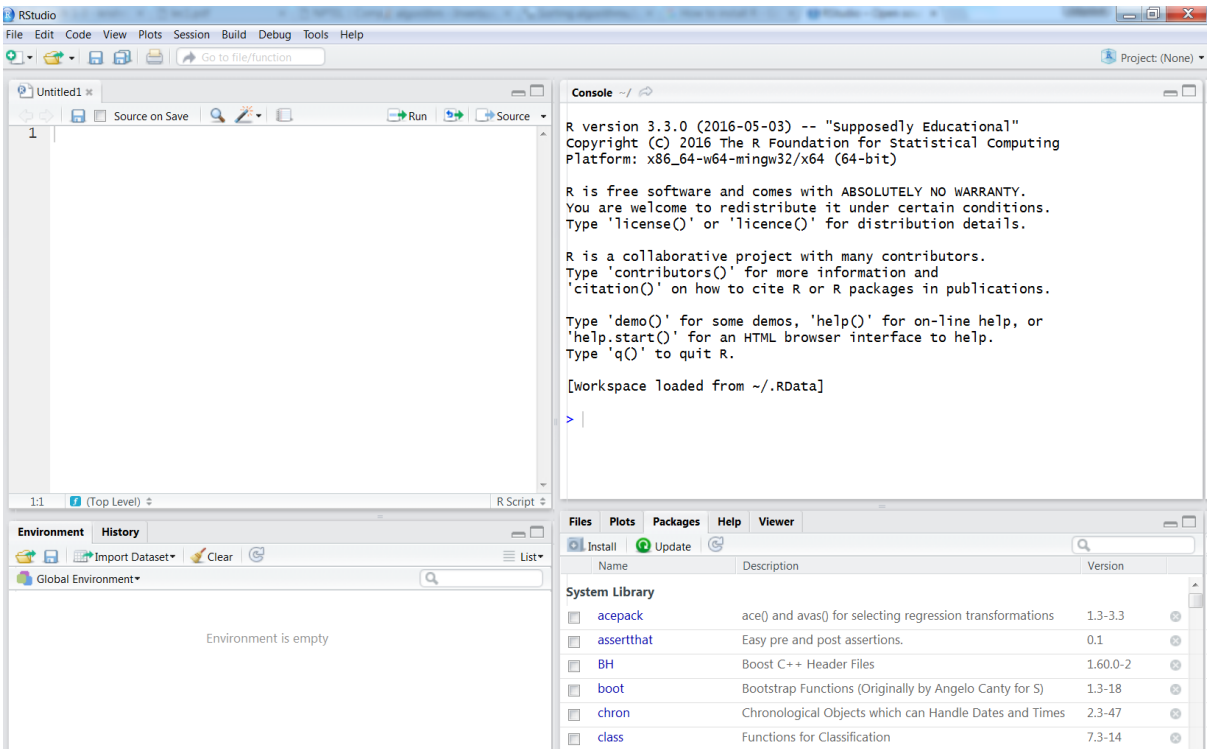 RStudio
File Edit Code View Plots Session Build Debug Tools Help
Go to file/function
Project: (None)
Untitled1
Source on Save
Run
Source
1
1:1
(Top Level)
R Script
Console ~/
R version 3.3.0 (2016-05-03) -- "Supposedly Educational"
Copyright (C) 2016 The R Foundation for Statistical Computing
Platform: x86_64-w64-mingw32/x64 (64-bit)
R is free software and comes with ABSOLUTELY NO WARRANTY.
You are welcome to redistribute it under certain conditions.
Type 'license()' or 'licence()' for distribution details.
R is a collaborative project with many contributors.
Type 'contributors()' for more information and
'citation()' on how to cite R or R packages in publications.
Type 'demo()' for some demos, 'help()' for on-line help, or
'help.start()' for an HTML browser interface to help.
Type 'q()' to quit R.
[Workspace loaded from ~/.RData]
>
Environment History
Import Dataset Clear List
Global Environment
Environment is empty
Files Plots Packages Help Viewer
Install Update
Name Description Version
System Library
acepack ace() and avas() for selecting regression transformations 1.3-3.3
assertthat Easy pre and post assertions. 0.1
BH Boost C++ Header Files 1.60.0-2
boot Bootstrap Functions (Originally by Angelo Canty for S) 1.3-18
chron Chronological Objects which can Handle Dates and Times 2.3-47
class Functions for Classification 7.3-14